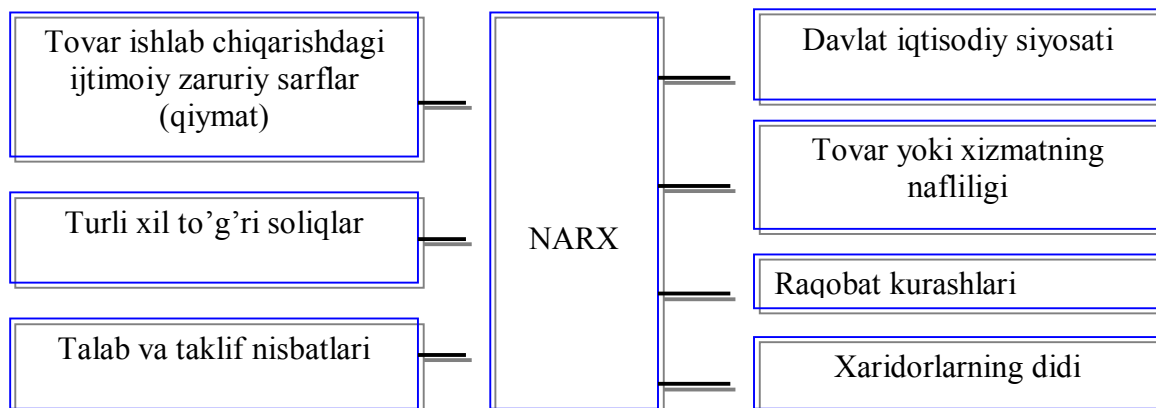 Tovar ishlab chiqarishdagi
ijtimoiy zaruriy sarflar
(qiymat)
Turli xil to’g’ri soliqlar
Talab va taklif nisbatlari
NARX
Davlat iqtisodiy siyosati
Tovar yoki xizmatning
nafliligi
Raqobat kurashlari
Xaridorlarning didi